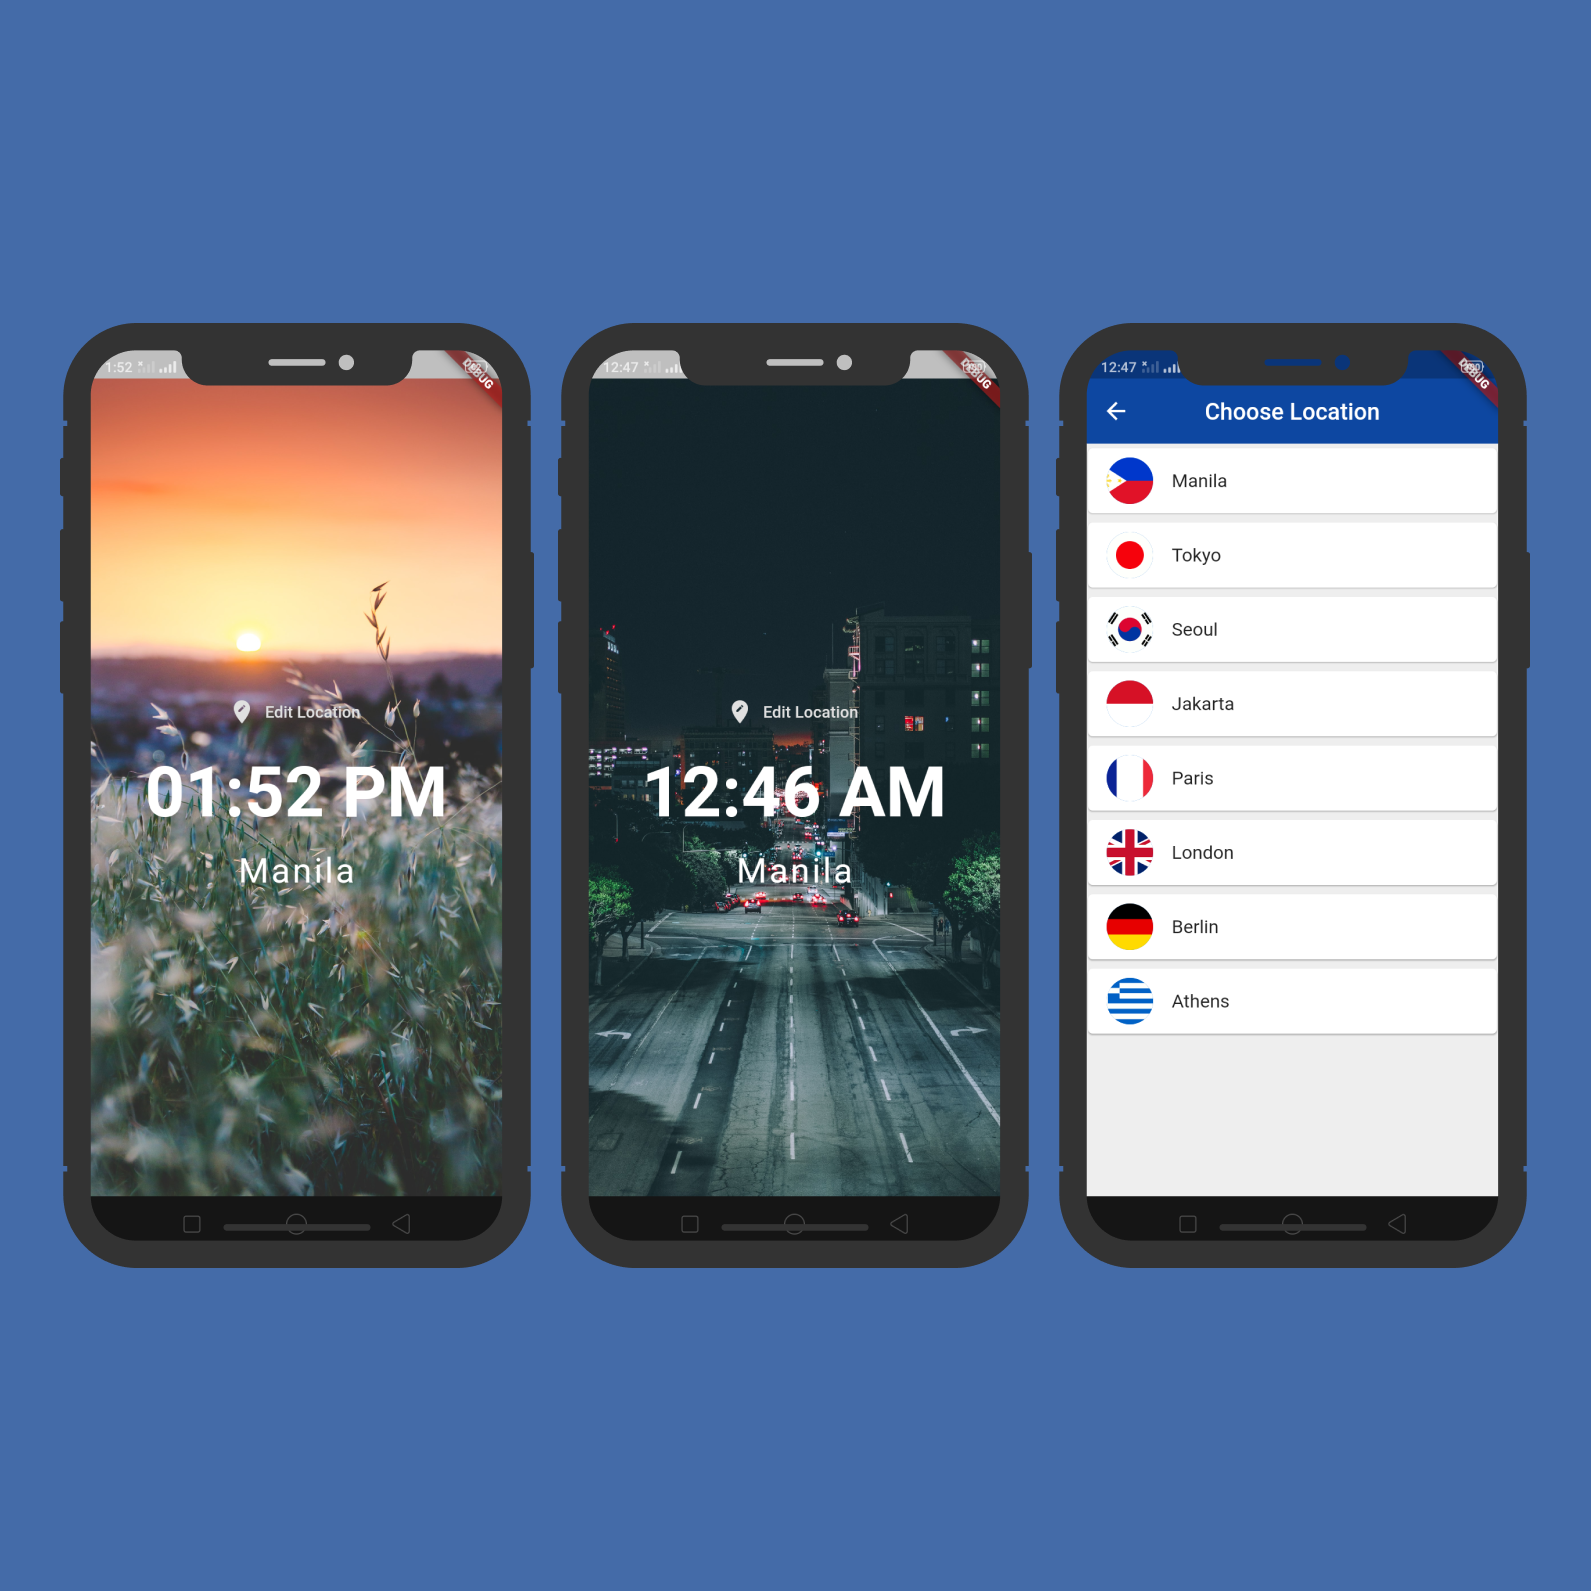 1:52
DEBUG
Edit Location
01:52 PM
Manila
12:47
DEBUG
Edit Location
12:46 AM
Manila
12:47
DEBUG
Choose Location
Manila
Tokyo
Seoul
Jakarta
Paris
London
Berlin
Athens